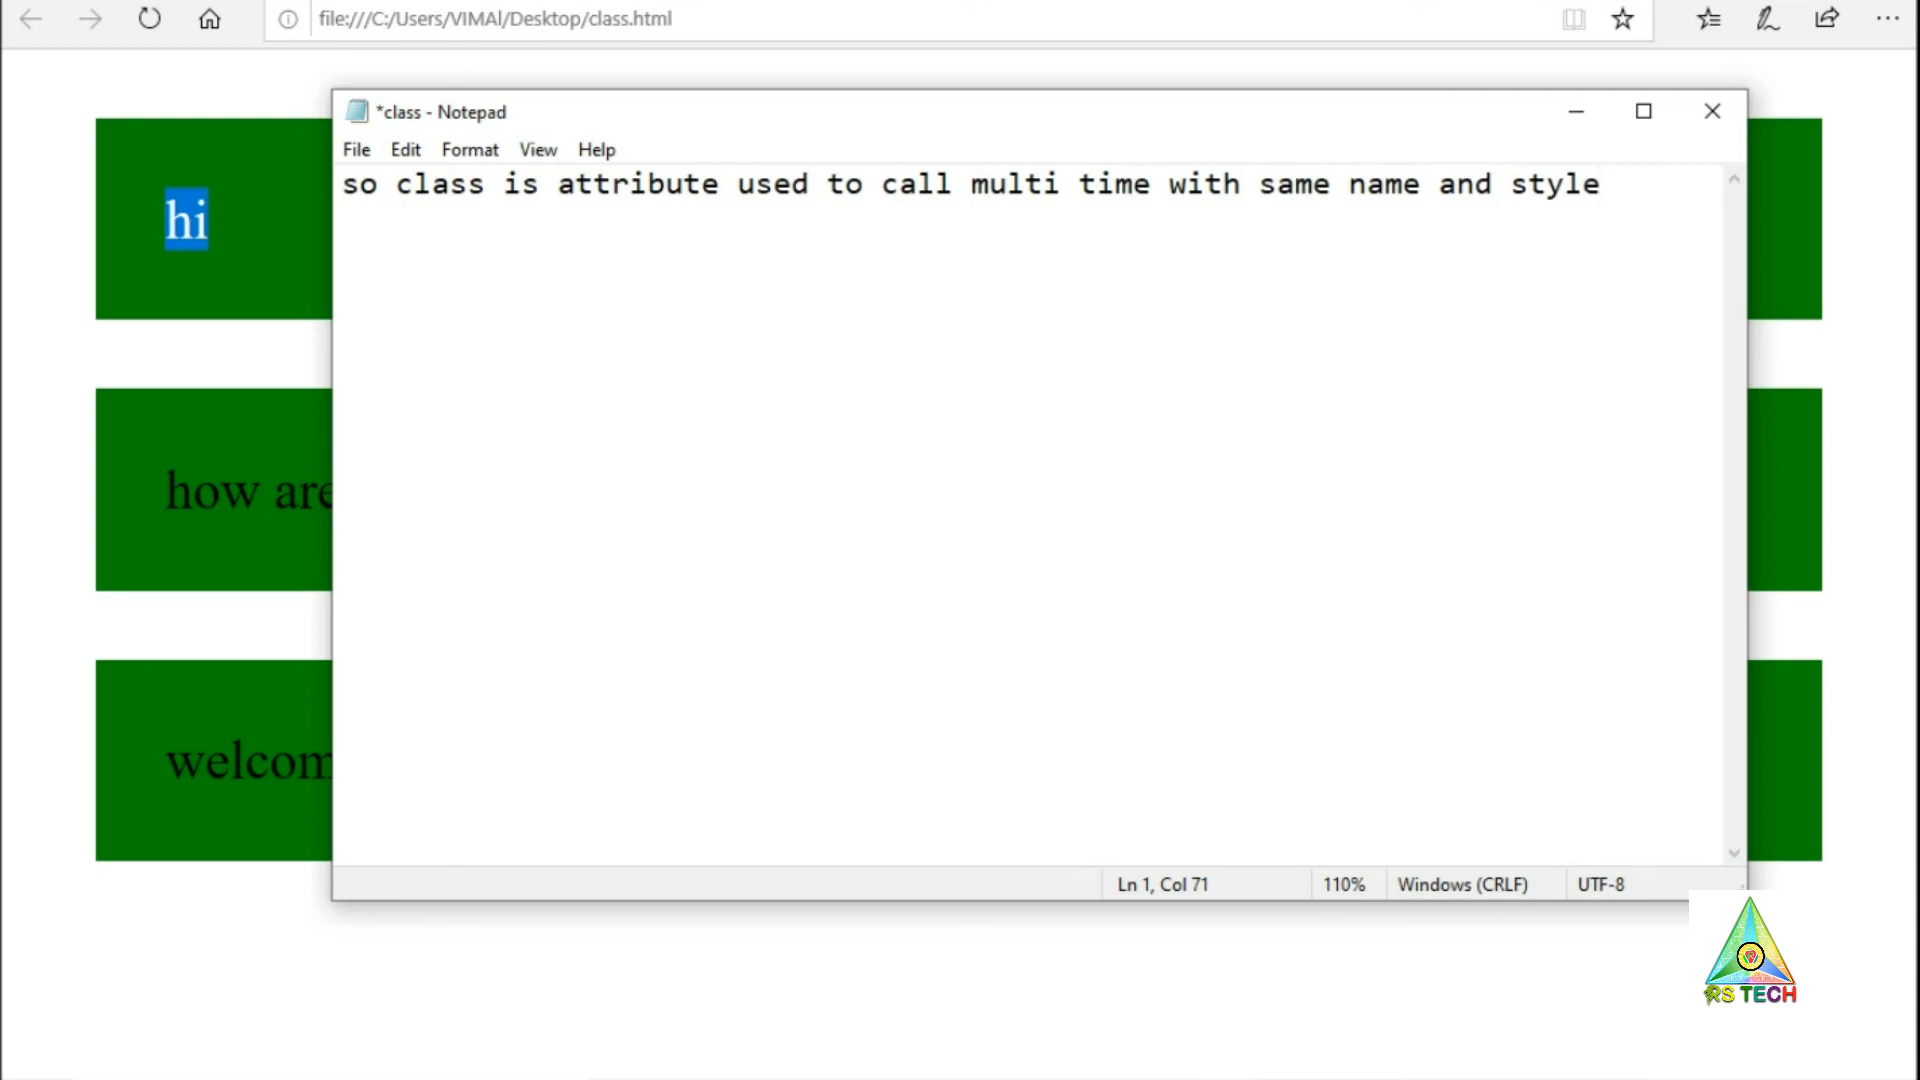 file:///C:/Users/VIMAl/Desktop/class.html
*class - Notepad
File Edit Format View Help
so class is attribute used to call multi time with same name and style
hi
how are
welcom
Ln 1, Col 71 110% Windows (CRLF) UTF-8
RS TECH